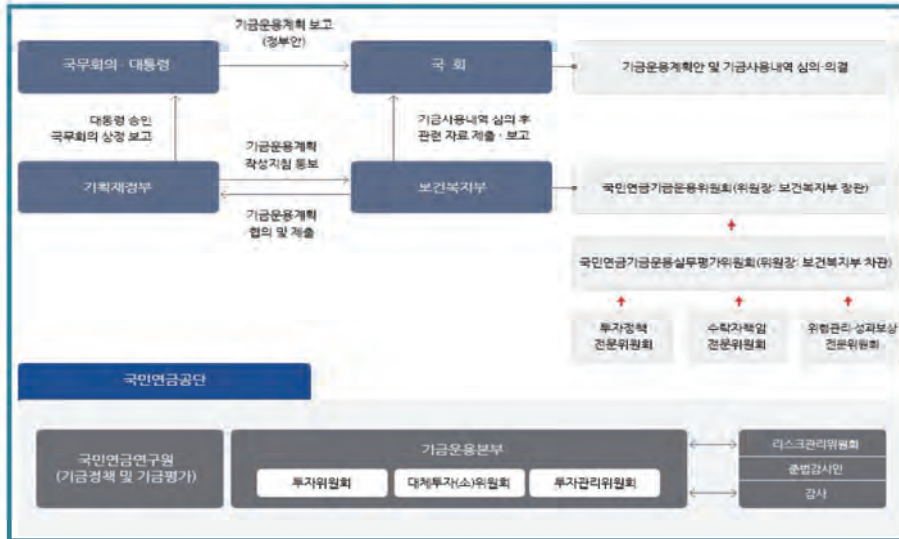 기금운용계획 보고
(정부안)
국무회의·대통령
국 회
기금운용계획안 및 기금사용내역 심의·의결
대통령 승인
국무회의 상정 보고
기금사용내역 심의 후
관련 자료 제출·보고
기금운용계획
작성지침 통보
기획재정부
보건복지부
국민연금기금운용위원회(위원장: 보건복지부 장관)
기금운용계획
협의 및 제출
국민연금기금운용실무평가위원회(위원장: 보건복지부 차관)
투자정책
전문위원회
수탁자책임
전문위원회
위험관리·성과보상
전문위원회
국민연금공단
국민연금연구원
(기금정책 및 기금평가)
기금운용본부
투자위원회
대체투자(소)위원회
투자관리위원회
리스크관리위원회
준법감시인
감사